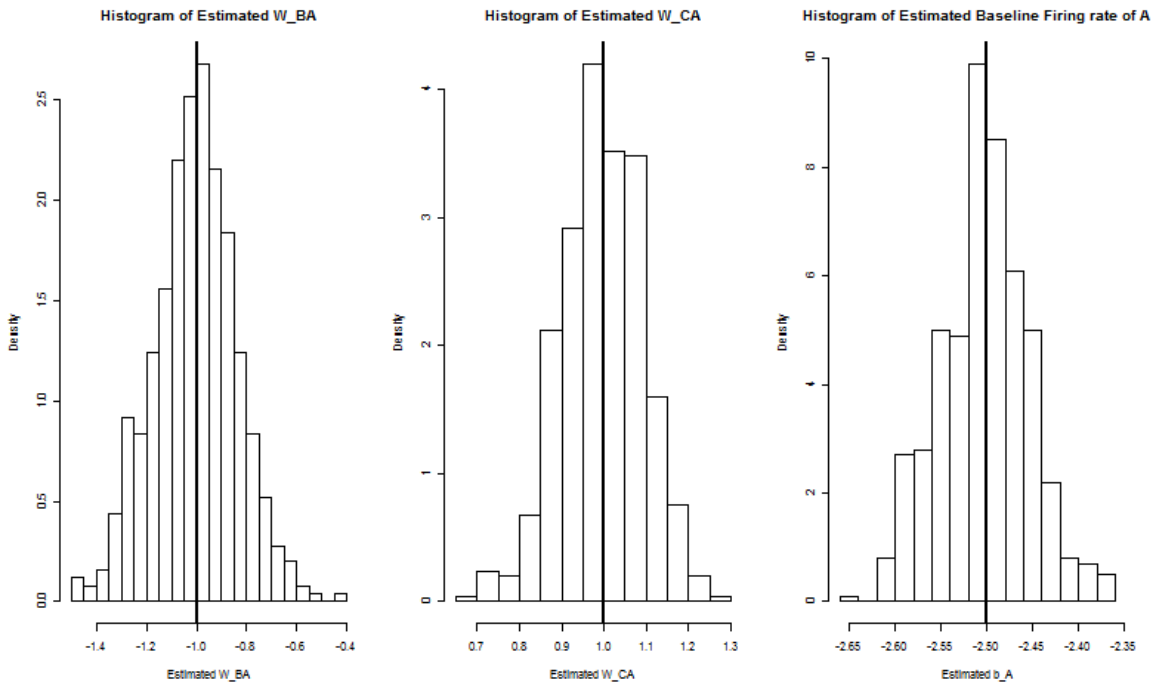 Histogram of Estimated W_BA
Density
0.0 0.5 1.0 1.5 2.0 2.5
-1.4 -1.2 -1.0 -0.8 -0.6 -0.4
Estimated W_BA
Histogram of Estimated W_CA
Density
0 1 2 3 4
0.7 0.8 0.9 1.0 1.1 1.2 1.3
Estimated W_CA
Histogram of Estimated Baseline Firing rate of A
Density
0 2 4 6 8 10
-2.65 -2.60 -2.55 -2.50 -2.45 -2.40 -2.35
Estimated b_A